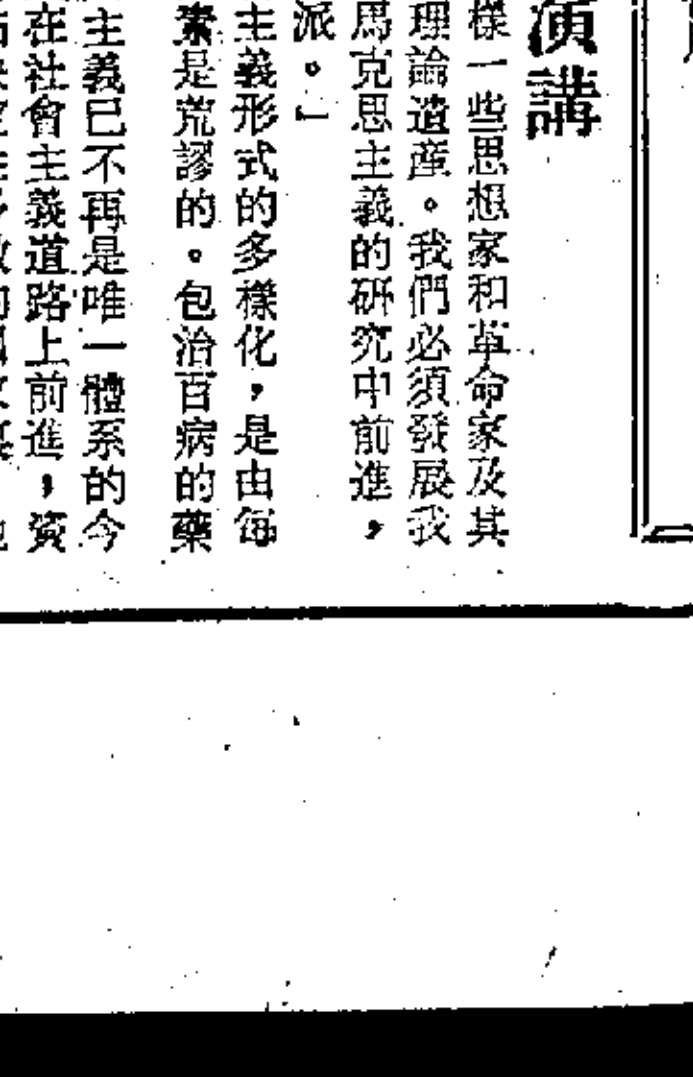 演講
樣一些思想家和革命家及其
理論遺産。我們必須發展我
馬克思主義的研究中前進，
派。」
主義形式的多樣化，是由每
素是荒謬的。包治百病的藥
主義已不再是唯一體系的今
在社會主義道路上前進，資